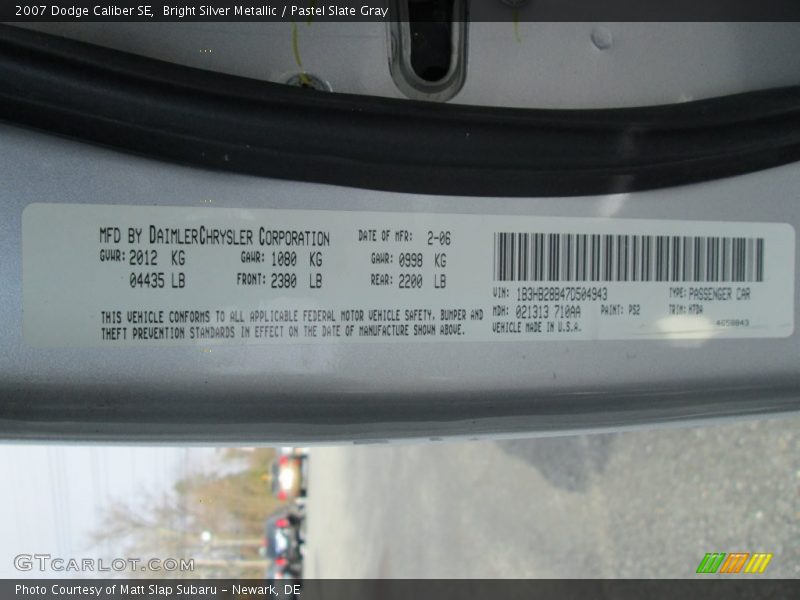 2007 Dodge Caliber SE, Bright Silver Metallic / Pastel Slate Gray
MFD BY DAIMLERCHRYSLER CORPORATION DATE OF MFR: 2-06
GVWR: 2012 KG GAWR: 1080 KG GAWR: 0998 KG
04435 LB FRONT: 2380 LB REAR: 2200 LB
VIN: 1B3HB28B47D504943 TYPE: PASSENGER CAR
MDH: 021313 710AA PAINT: PS2 TRIM: H7DA
THIS VEHICLE CONFORMS TO ALL APPLICABLE FEDERAL MOTOR VEHICLE SAFETY, BUMPER AND
THEFT PREVENTION STANDARDS IN EFFECT ON THE DATE OF MANUFACTURE SHOWN ABOVE.
VEHICLE MADE IN U.S.A. 4658843
GTCARLOT.COM
Photo Courtesy of Matt Slap Subaru - Newark, DE